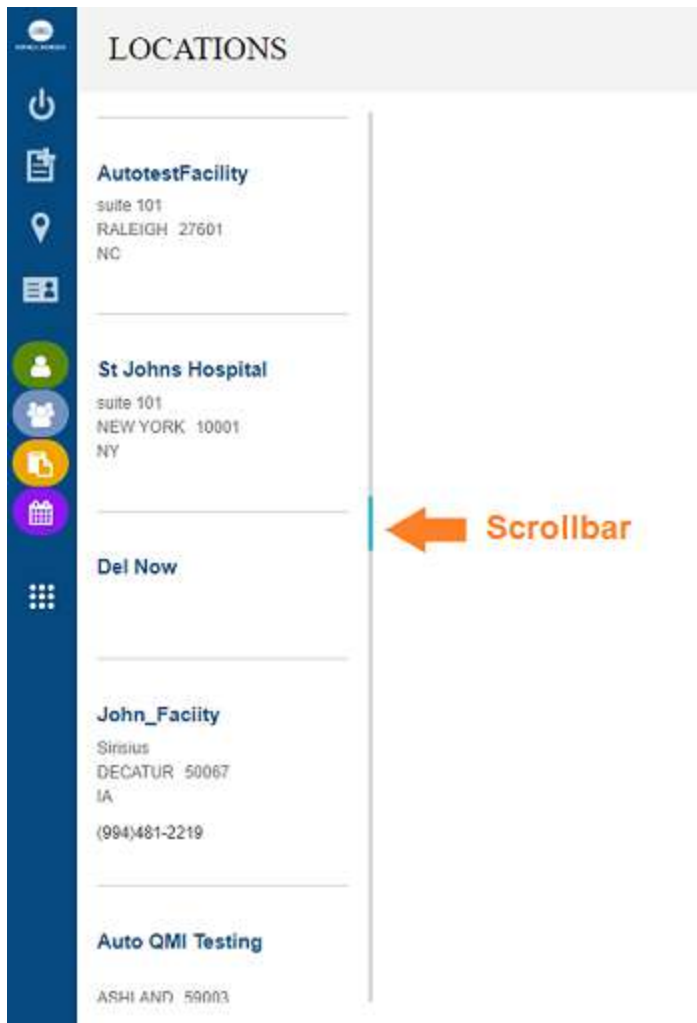 LOCATIONS
AutotestFacility
suite 101
RALEIGH 27601
NC
St Johns Hospital
suite 101
NEW YORK 10001
NY
Scrollbar
Del Now
John_Faciity
Sirisius
DECATUR 50067
IA
(994)481-2219
Auto QMI Testing
ASHLAND 59003